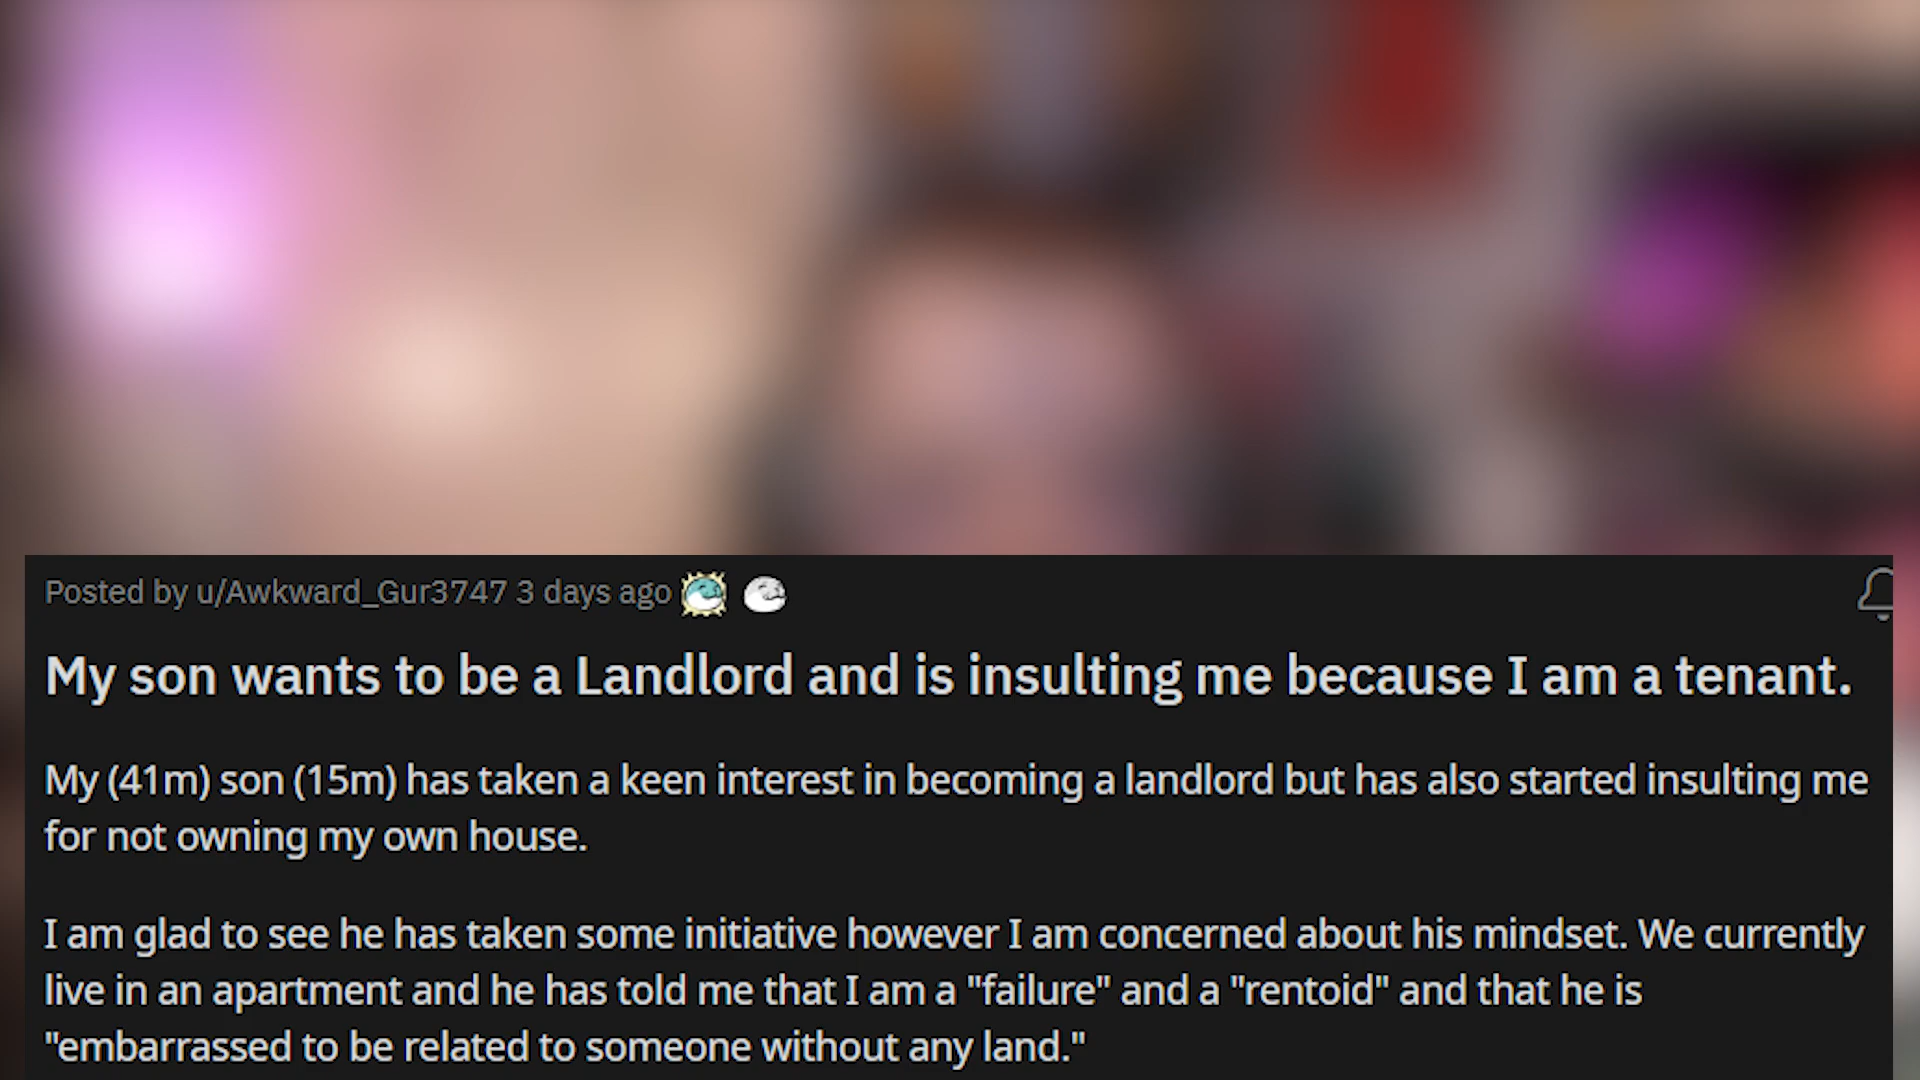 Posted by u/Awkward_Gur3747 3 days ago
My son wants to be a Landlord and is insulting me because I am a tenant.
My (41m) son (15m) has taken a keen interest in becoming a landlord but has also started insulting me
for not owning my own house.
I am glad to see he has taken some initiative however I am concerned about his mindset. We currently
live in an apartment and he has told me that I am a "failure" and a "rentoid" and that he is
"embarrassed to be related to someone without any land."